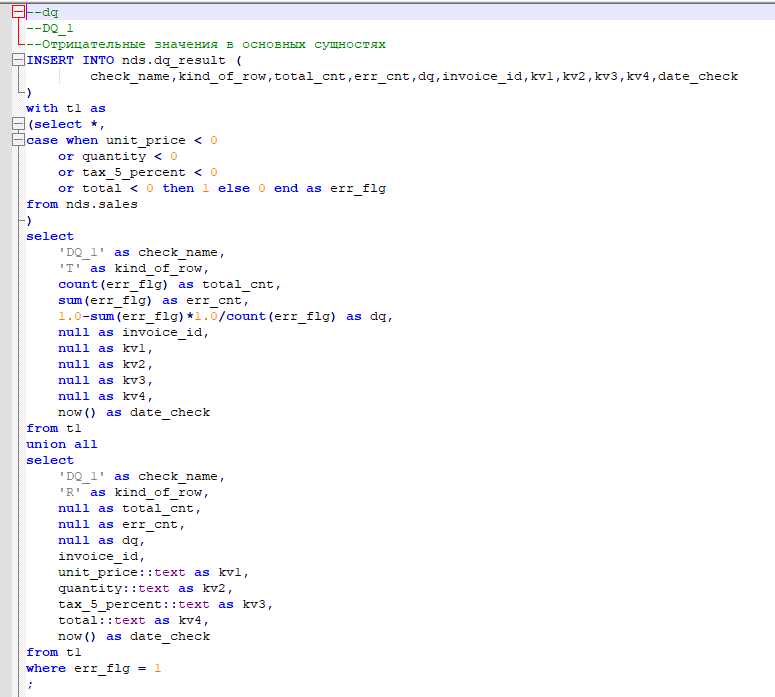 --dq
--DQ_1
--Отрицательные значения в основных сущностях
INSERT INTO nds.dq_result (
        check_name,kind_of_row,total_cnt,err_cnt,dq,invoice_id,kv1,kv2,kv3,kv4,date_check
)
with t1 as
(select *,
case when unit_price < 0
    or quantity < 0
    or tax_5_percent < 0
    or total < 0 then 1 else 0 end as err_flg
from nds.sales
)
select
    'DQ_1' as check_name,
    'T' as kind_of_row,
    count(err_flg) as total_cnt,
    sum(err_flg) as err_cnt,
    1.0-sum(err_flg)*1.0/count(err_flg) as dq,
    null as invoice_id,
    null as kv1,
    null as kv2,
    null as kv3,
    null as kv4,
    now() as date_check
from t1
union all
select
    'DQ_1' as check_name,
    'R' as kind_of_row,
    null as total_cnt,
    null as err_cnt,
    null as dq,
    invoice_id,
    unit_price::text as kv1,
    quantity::text as kv2,
    tax_5_percent::text as kv3,
    total::text as kv4,
    now() as date_check
from t1
where err_flg = 1
;